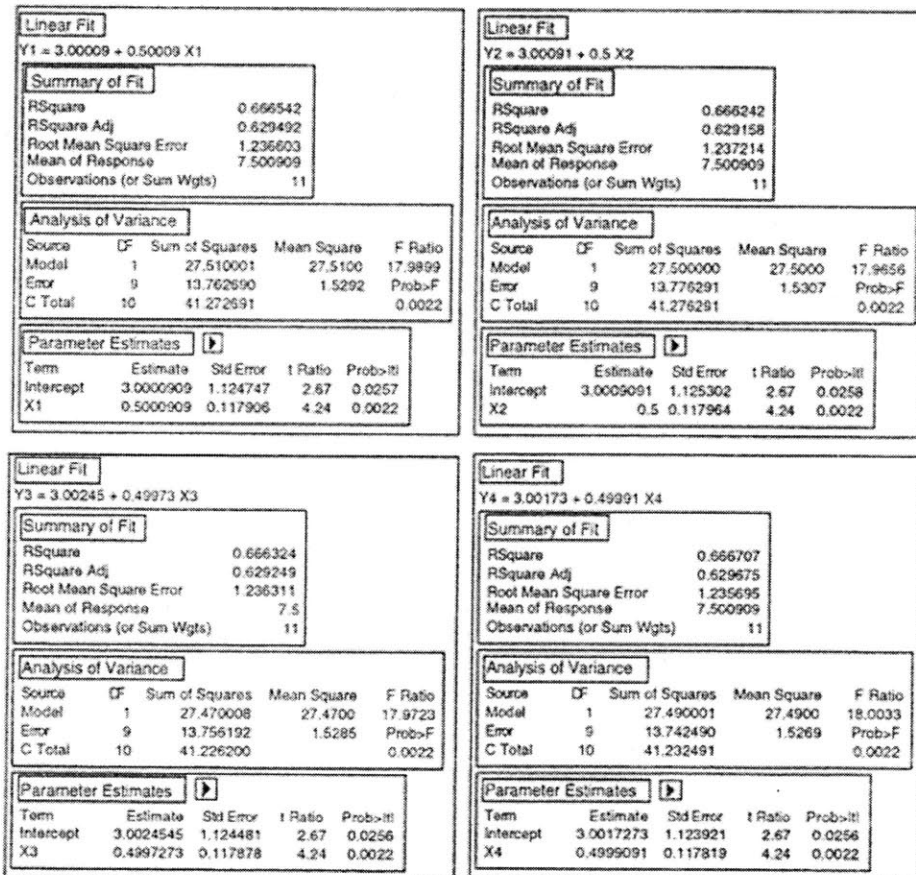 Linear Fit
Y1 = 3.00009 + 0.50009 X1
Summary of Fit
RSquare 0.666542
RSquare Adj 0.629492
Root Mean Square Error 1.236603
Mean of Response 7.500909
Observations (or Sum Wgts) 11
Analysis of Variance
Source DF Sum of Squares Mean Square F Ratio
Model 1 27.510001 27.5100 17.9899
Error 9 13.762690 1.5292 Prob>F
C Total 10 41.272691 0.0022
Parameter Estimates
Term Estimate Std Error t Ratio Prob>|t|
Intercept 3.0000909 1.124747 2.67 0.0257
X1 0.5000909 0.117906 4.24 0.0022
Linear Fit
Y2 = 3.00091 + 0.5 X2
Summary of Fit
RSquare 0.666242
RSquare Adj 0.629158
Root Mean Square Error 1.237214
Mean of Response 7.500909
Observations (or Sum Wgts) 11
Analysis of Variance
Source DF Sum of Squares Mean Square F Ratio
Model 1 27.500000 27.5000 17.9656
Error 9 13.776291 1.5307 Prob>F
C Total 10 41.276291 0.0022
Parameter Estimates
Term Estimate Std Error t Ratio Prob>|t|
Intercept 3.0009091 1.125302 2.67 0.0258
X2 0.5 0.117964 4.24 0.0022
Linear Fit
Y3 = 3.00245 + 0.49973 X3
Summary of Fit
RSquare 0.666324
RSquare Adj 0.629249
Root Mean Square Error 1.236311
Mean of Response 7.5
Observations (or Sum Wgts) 11
Analysis of Variance
Source DF Sum of Squares Mean Square F Ratio
Model 1 27.470008 27.4700 17.9723
Error 9 13.756192 1.5285 Prob>F
C Total 10 41.226200 0.0022
Parameter Estimates
Term Estimate Std Error t Ratio Prob>|t|
Intercept 3.0024545 1.124481 2.67 0.0256
X3 0.4997273 0.117878 4.24 0.0022
Linear Fit
Y4 = 3.00173 + 0.49991 X4
Summary of Fit
RSquare 0.666707
RSquare Adj 0.629675
Root Mean Square Error 1.235695
Mean of Response 7.500909
Observations (or Sum Wgts) 11
Analysis of Variance
Source DF Sum of Squares Mean Square F Ratio
Model 1 27.490001 27.4900 18.0033
Error 9 13.742490 1.5269 Prob>F
C Total 10 41.232491 0.0022
Parameter Estimates
Term Estimate Std Error t Ratio Prob>|t|
Intercept 3.0017273 1.123921 2.67 0.0256
X4 0.4999091 0.117819 4.24 0.0022